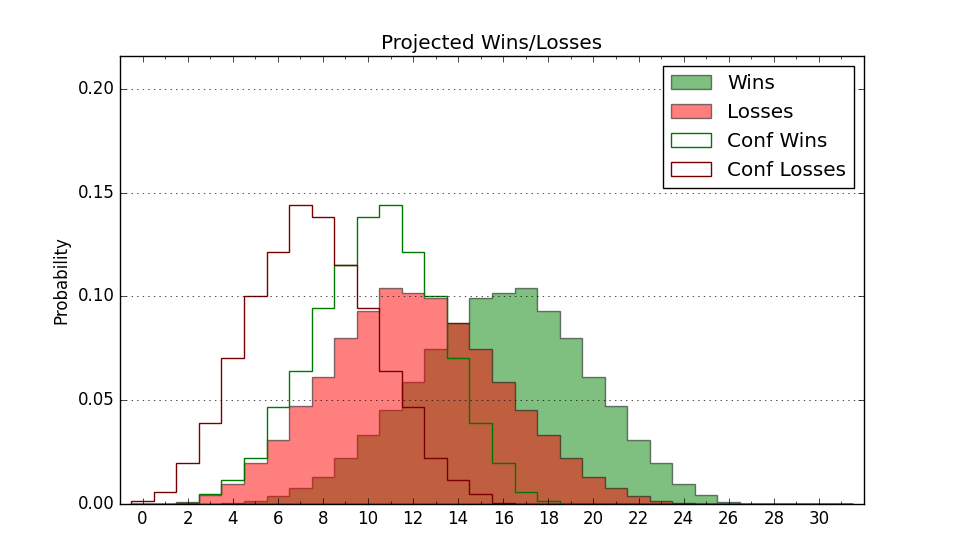 Projected Wins/Losses
Wins
Losses
Conf Wins
Conf Losses
Probability
0.20
0.15
0.10
0.05
0.00
0 2 4 6 8 10 12 14 16 18 20 22 24 26 28 30